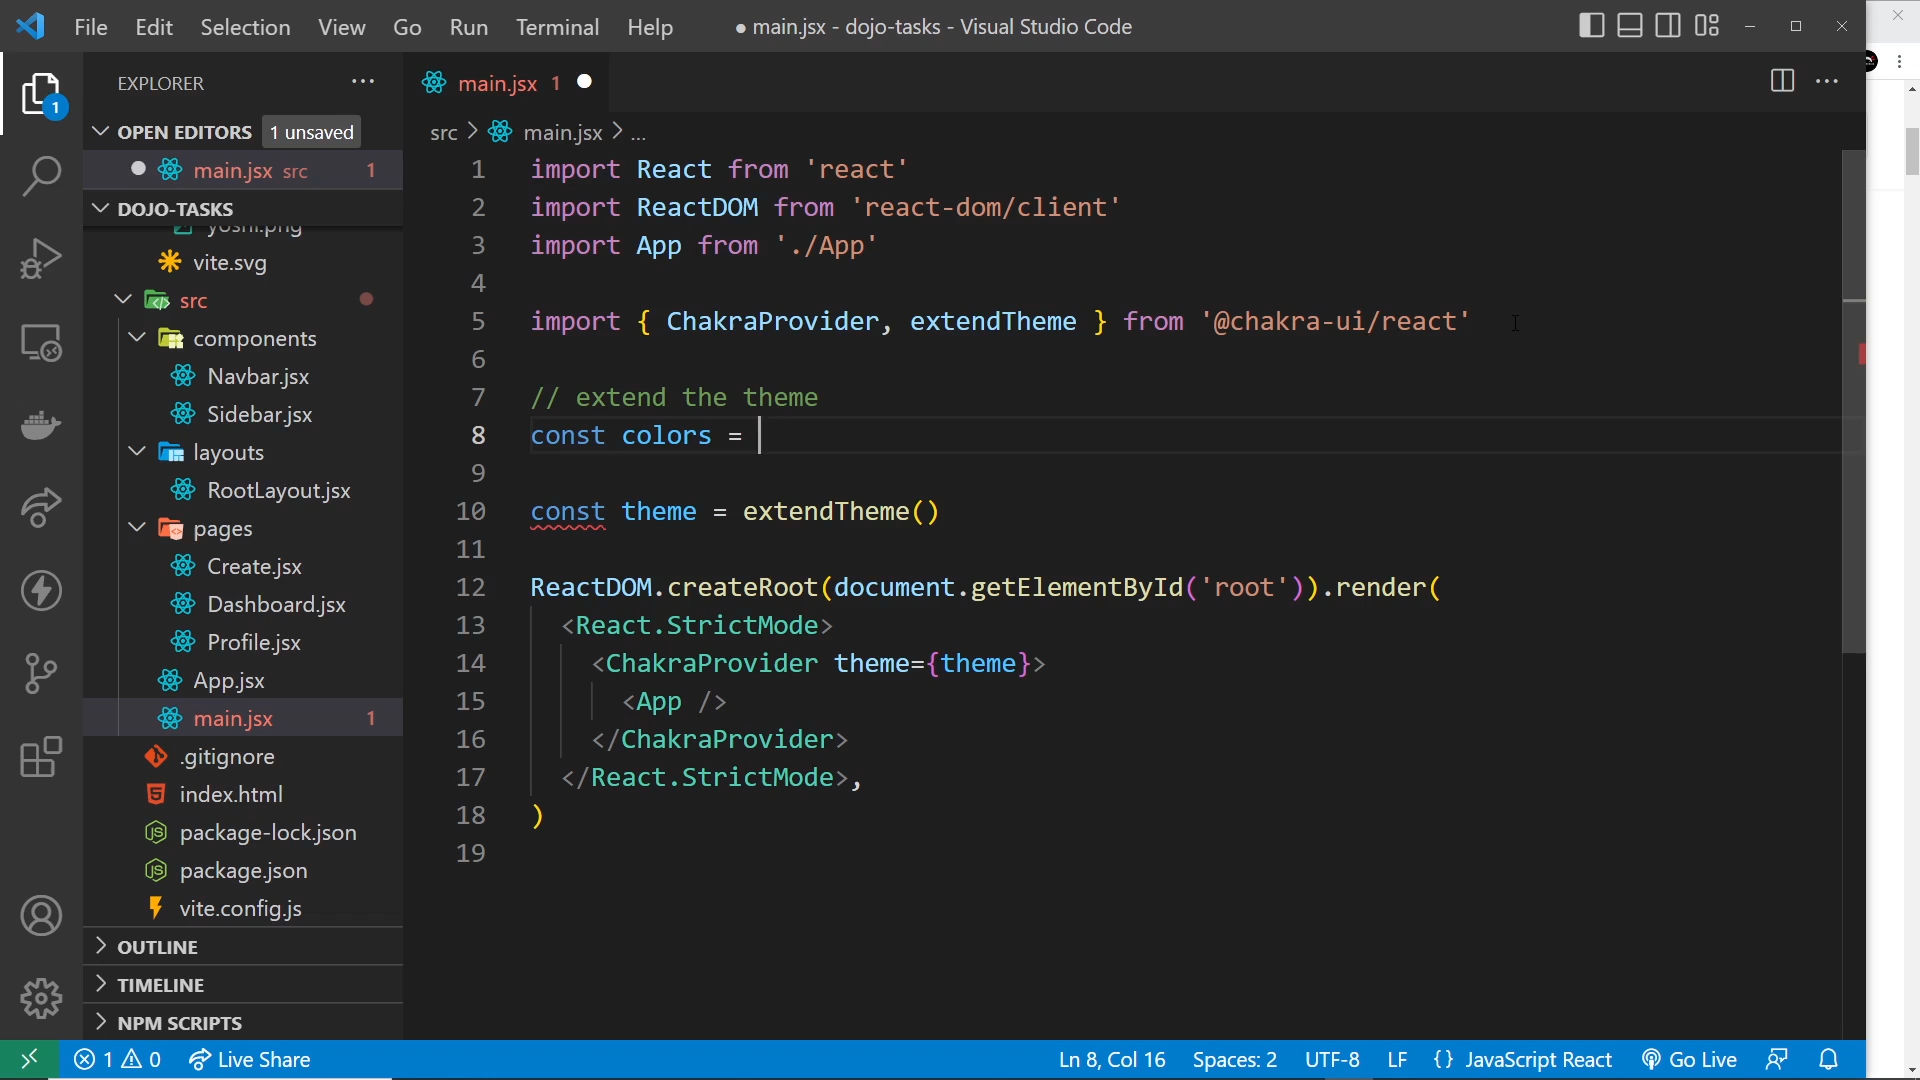 File Edit Selection View Go Run Terminal Help
● main.jsx - dojo-tasks - Visual Studio Code
EXPLORER
OPEN EDITORS 1 unsaved
main.jsx src 1
DOJO-TASKS
yoshi.png
vite.svg
src
components
Navbar.jsx
Sidebar.jsx
layouts
RootLayout.jsx
pages
Create.jsx
Dashboard.jsx
Profile.jsx
App.jsx
main.jsx 1
.gitignore
index.html
package-lock.json
package.json
vite.config.js
OUTLINE
TIMELINE
NPM SCRIPTS
1
main.jsx 1
src > main.jsx > ...
1 import React from 'react'
2 import ReactDOM from 'react-dom/client'
3 import App from './App'
4
5 import { ChakraProvider, extendTheme } from '@chakra-ui/react'
6
7 // extend the theme
8 const colors =
9
10 const theme = extendTheme()
11
12 ReactDOM.createRoot(document.getElementById('root')).render(
13 <React.StrictMode>
14 <ChakraProvider theme={theme}>
15 <App />
16 </ChakraProvider>
17 </React.StrictMode>,
18 )
19
1 0 Live Share
Ln 8, Col 16 Spaces: 2 UTF-8 LF {} JavaScript React Go Live